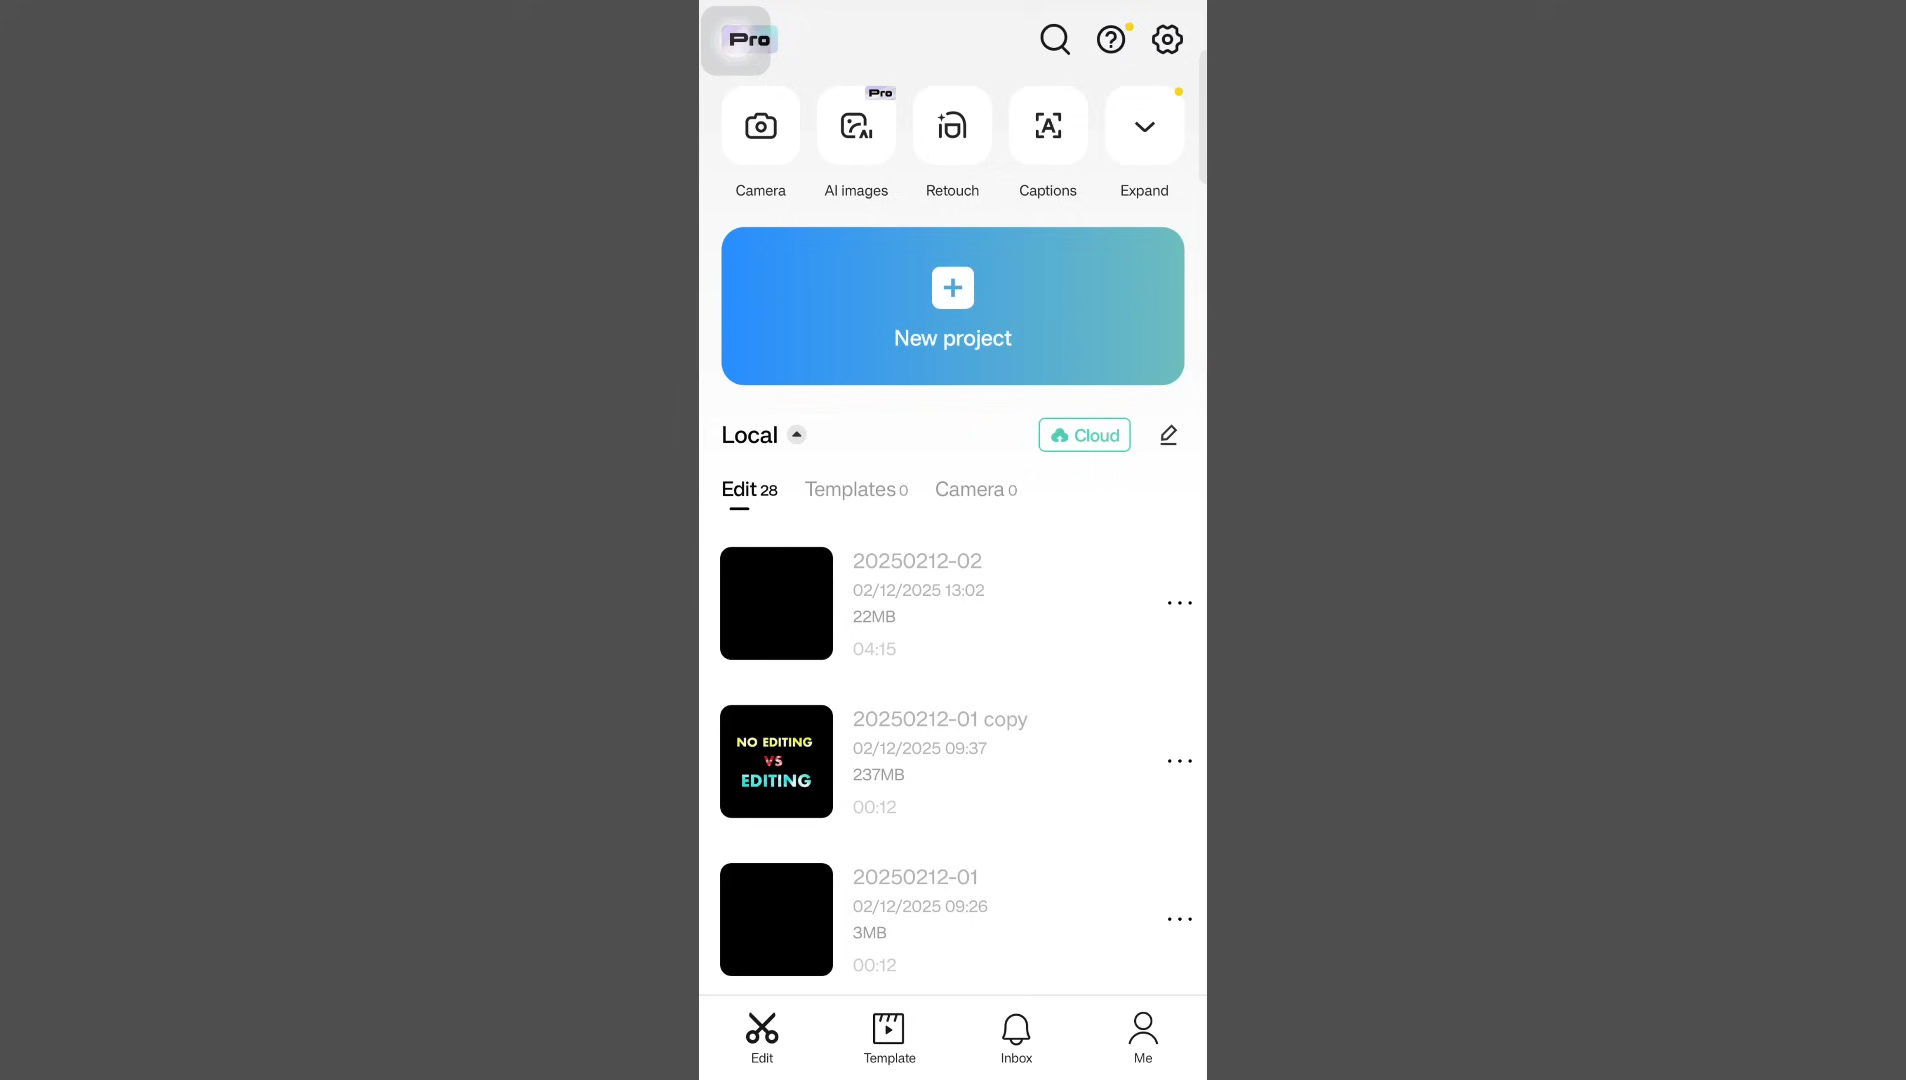 Pro
Pro
AI
A
Camera
AI images
Retouch
Captions
Expand
New project
Local
Cloud
Edit 28
Templates 0
Camera 0
20250212-02
02/12/2025 13:02
22MB
04:15
NO EDITING
VS
EDITING
20250212-01 copy
02/12/2025 09:37
237MB
00:12
20250212-01
02/12/2025 09:26
3MB
00:12
Edit
Template
Inbox
Me